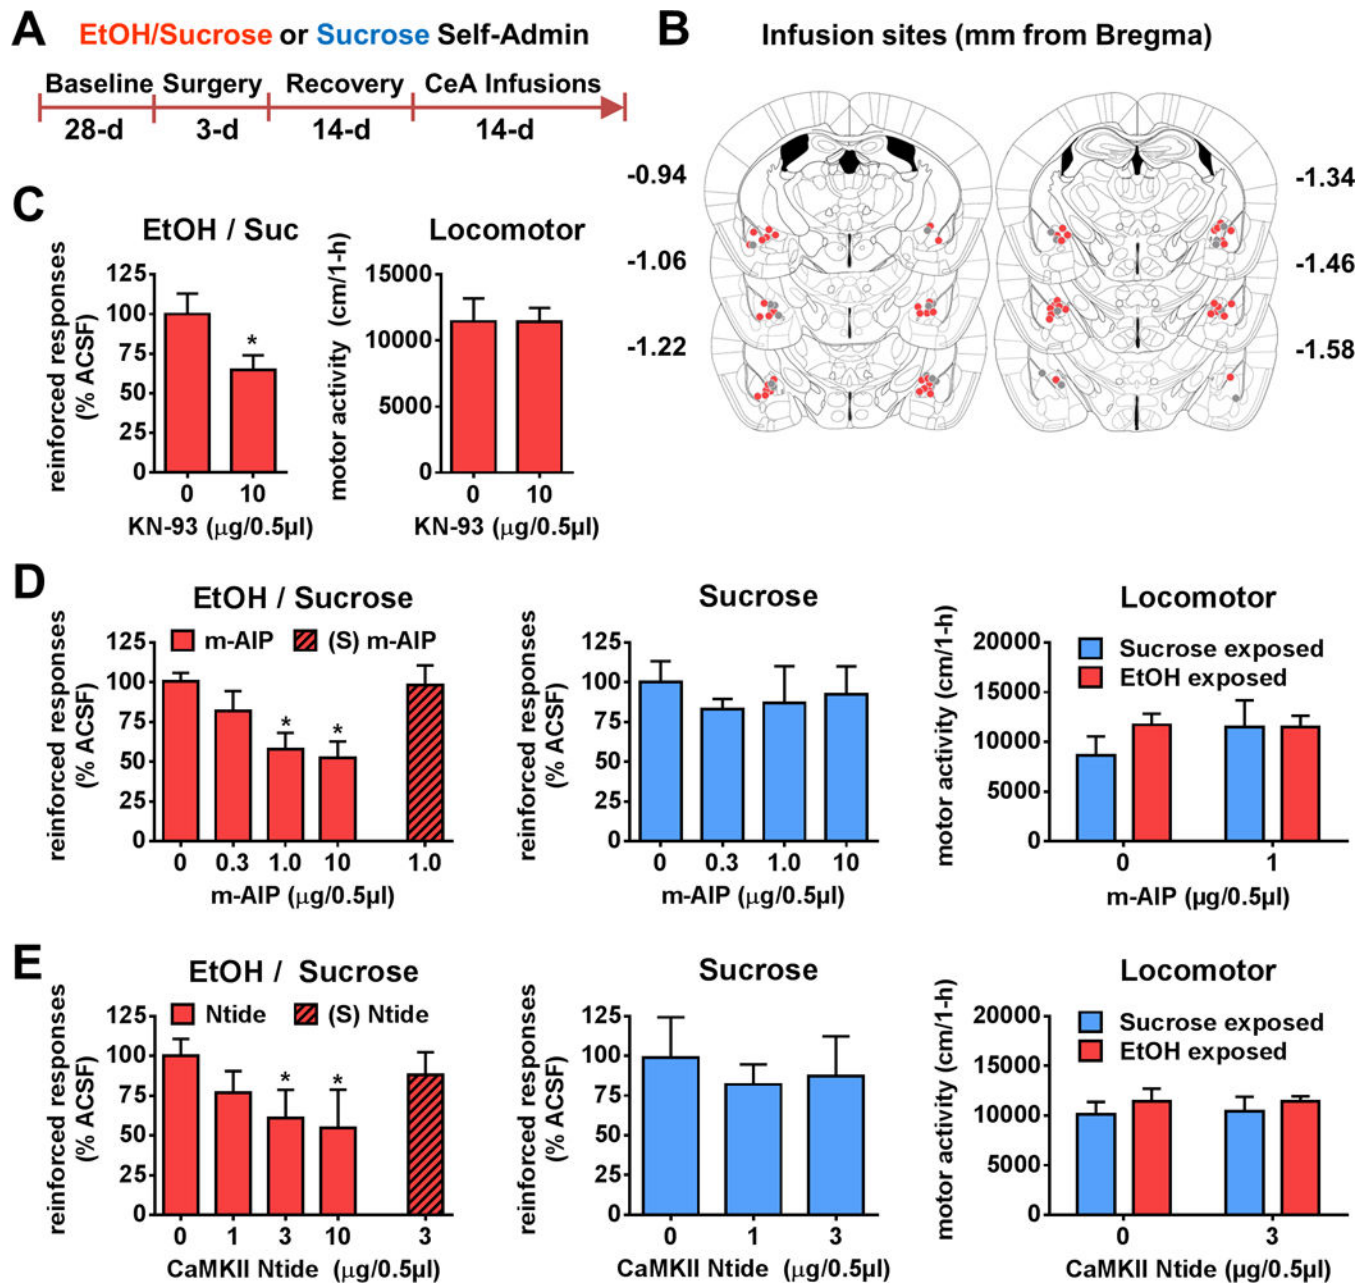 A EtOH/Sucrose or Sucrose Self-Admin
Baseline Surgery Recovery CeA Infusions
28-d 3-d 14-d 14-d
B Infusion sites (mm from Bregma)
-0.94
-1.06
-1.22
-1.34
-1.46
-1.58
C
EtOH / Suc
reinforced responses
(% ACSF)
125
100
75
50
25
0
*
0 10
KN-93 (μg/0.5μl)
Locomotor
motor activity (cm/1-h)
15000
10000
5000
0
0 10
KN-93 (μg/0.5μl)
D
EtOH / Sucrose
m-AIP (S) m-AIP
reinforced responses
(% ACSF)
125
100
75
50
25
0
* *
0 0.3 1.0 10 1.0
m-AIP (μg/0.5μl)
Sucrose
reinforced responses
(% ACSF)
125
100
75
50
25
0
0 0.3 1.0 10
m-AIP (μg/0.5μl)
Locomotor
Sucrose exposed
EtOH exposed
motor activity (cm/1-h)
20000
15000
10000
5000
0
0 1
m-AIP (μg/0.5μl)
E
EtOH / Sucrose
Ntide (S) Ntide
reinforced responses
(% ACSF)
125
100
75
50
25
0
* *
0 1 3 10 3
CaMKII Ntide (μg/0.5μl)
Sucrose
reinforced responses
(% ACSF)
125
100
75
50
25
0
0 1 3
CaMKII Ntide (μg/0.5μl)
Locomotor
Sucrose exposed
EtOH exposed
motor activity (cm/1-h)
20000
15000
10000
5000
0
0 3
CaMKII Ntide (μg/0.5μl)